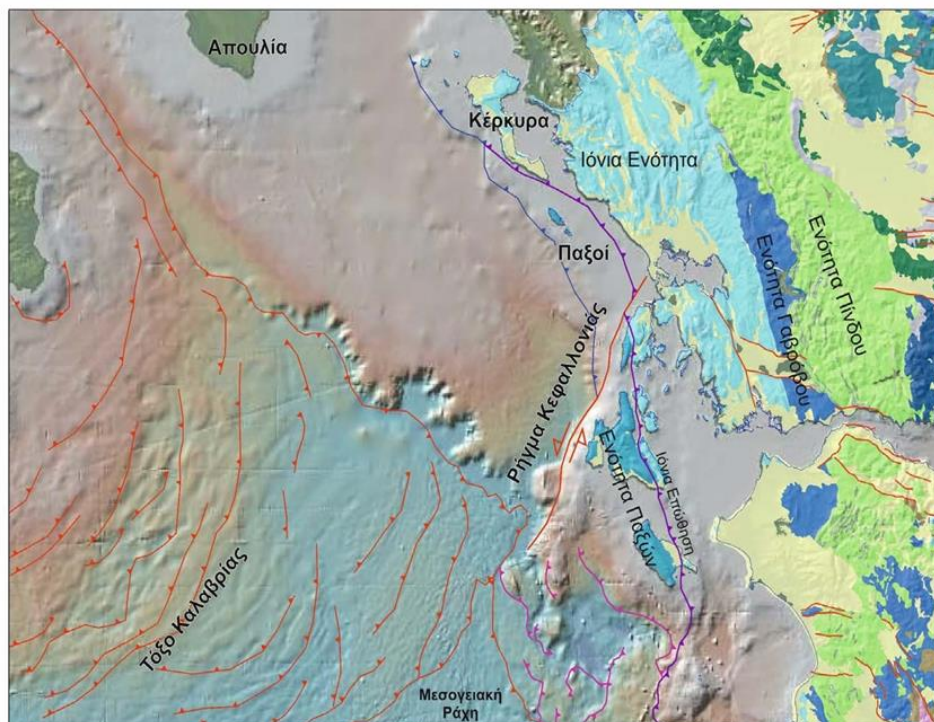 Απουλία
Κέρκυρα
Ιόνια Ενότητα
Παξοί
Ενότητα Πίνδου
Ενότητα Γαβρόβου
Ρήγμα Κεφαλλονιάς
Ιόνια Επώθηση
Ενότητα Παξών
Τόξο Καλαβρίας
Μεσογειακή
Ράχη